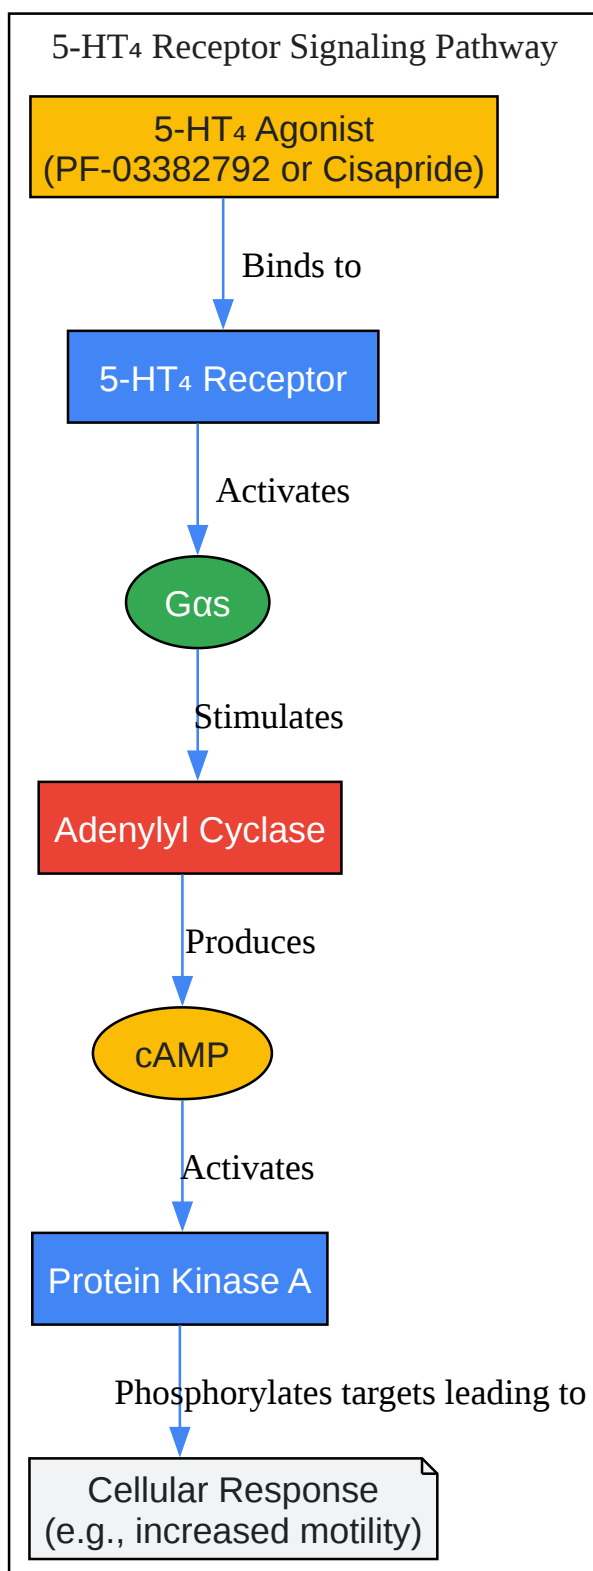 5-HT₄ Receptor Signaling Pathway
5-HT₄ Agonist
(PF-03382792 or Cisapride)
Binds to
5-HT₄ Receptor
Activates
Gαs
Stimulates
Adenylyl Cyclase
Produces
cAMP
Activates
Protein Kinase A
Phosphorylates targets leading to
Cellular Response
(e.g., increased motility)